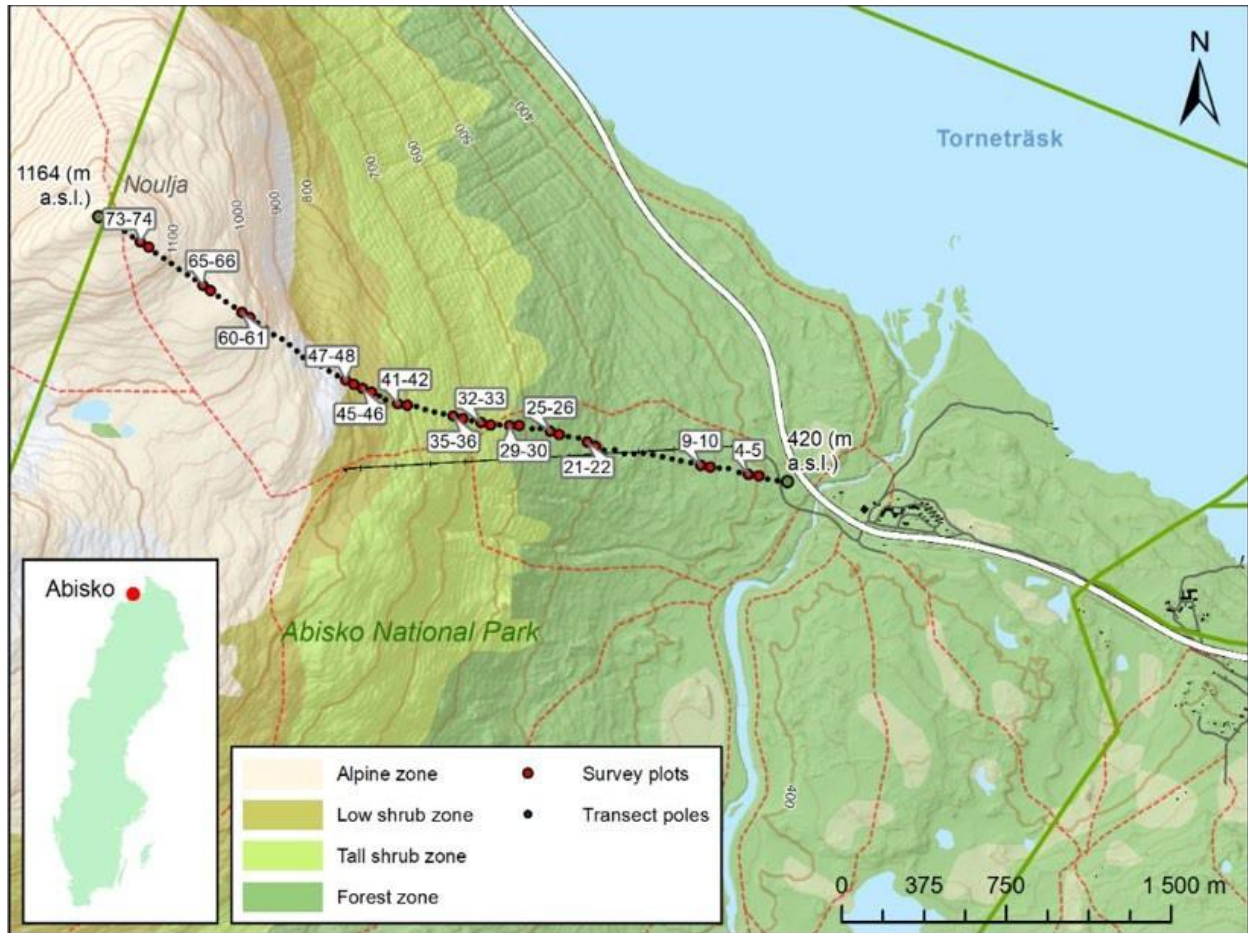 N
Torneträsk
400
500
600
700
800
900
1000
1100
1164 (m
a.s.l.)
Noulja
73-74
65-66
60-61
47-48
45-46
41-42
35-36
32-33
29-30
25-26
21-22
9-10
4-5
420 (m
a.s.l.)
Abisko National Park
400
Abisko
Alpine zone
Low shrub zone
Tall shrub zone
Forest zone
Survey plots
Transect poles
0 375 750 1 500 m